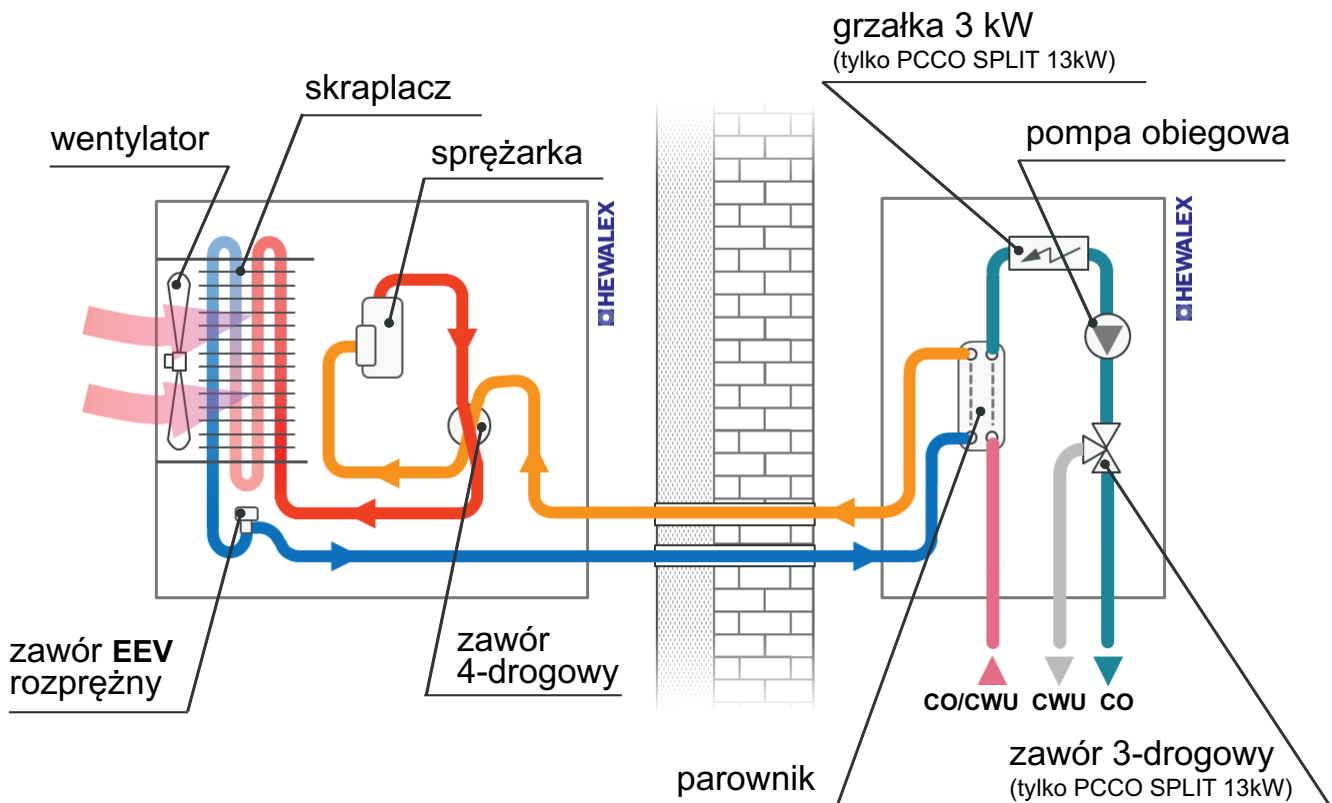 grzałka 3 kW
(tylko PCCO SPLIT 13kW)
skraplacz
wentylator
sprężarka
pompa obiegowa
HEWALEX
HEWALEX
zawór EEV
rozprężny
zawór
4-drogowy
CO/CWU CWU CO
parownik
zawór 3-drogowy
(tylko PCCO SPLIT 13kW)